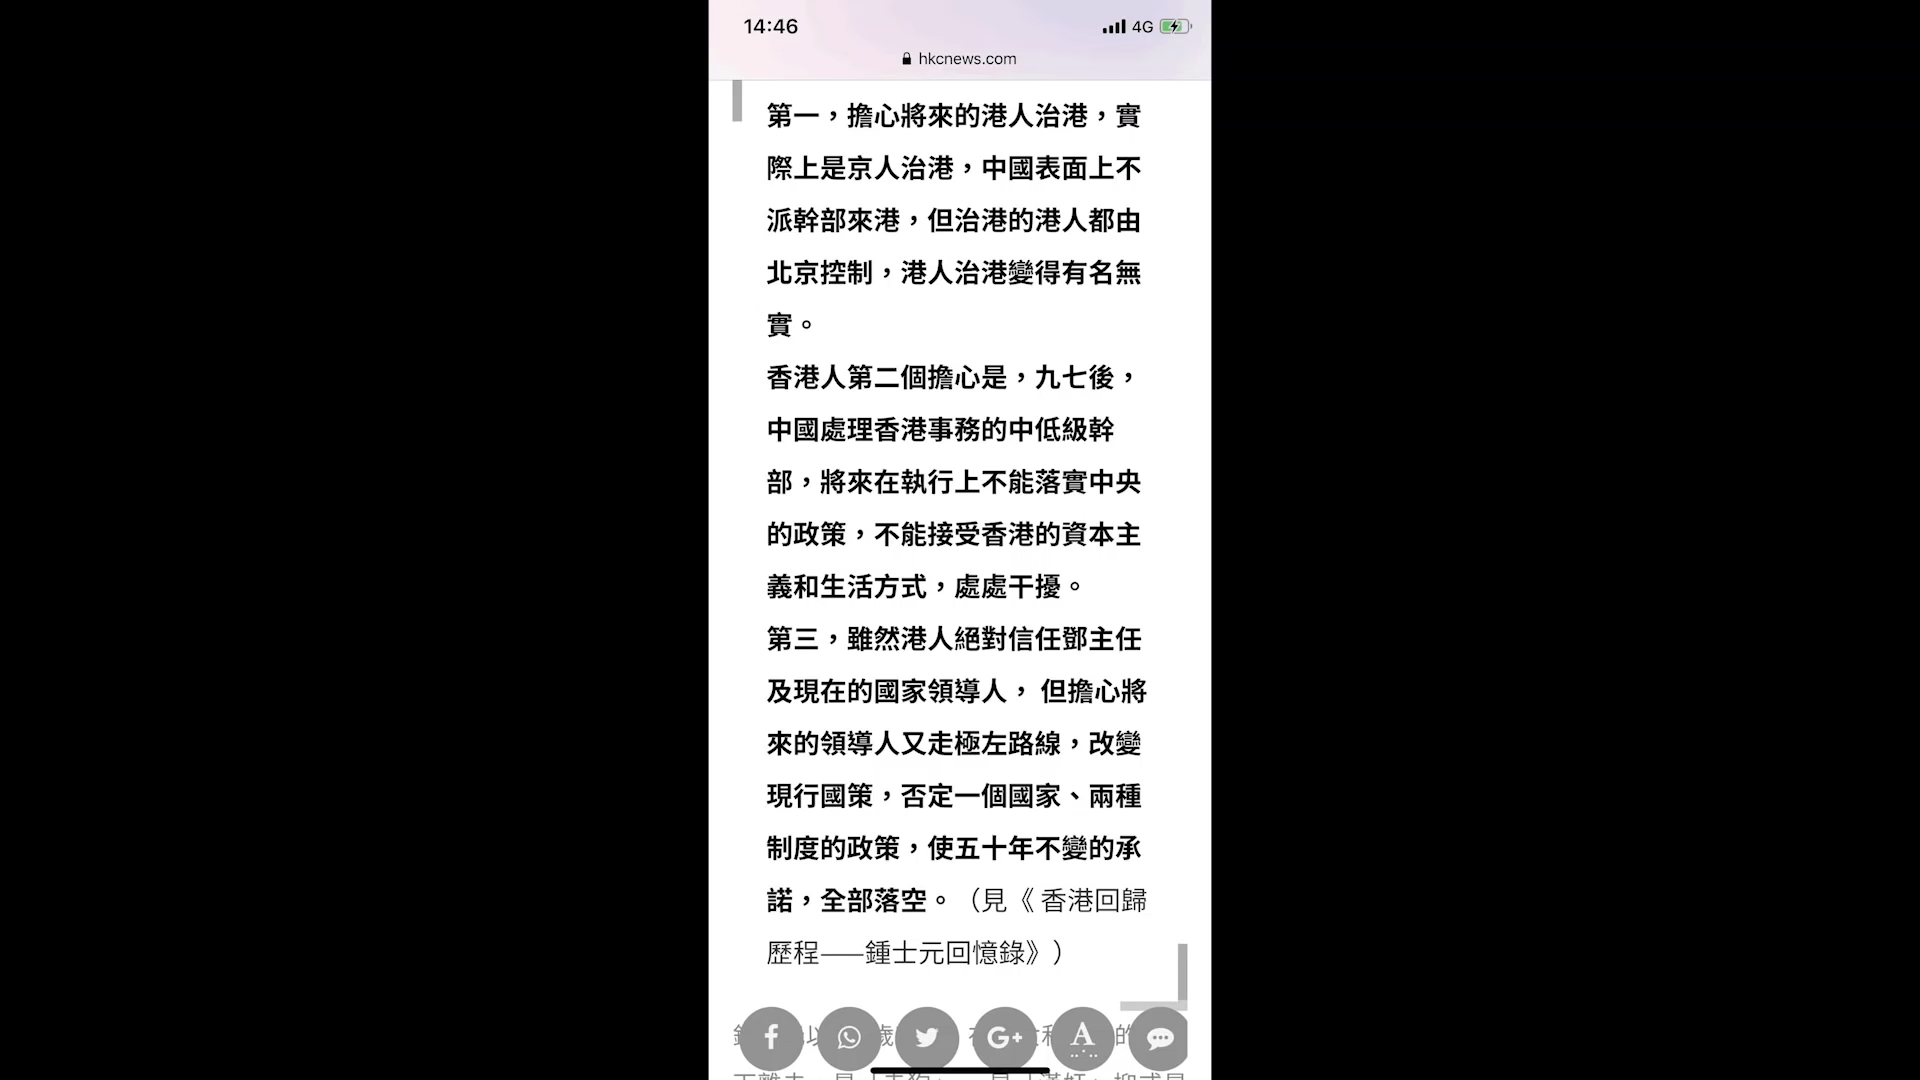 14:46
4G
hkcnews.com
第一，擔心將來的港人治港，實
際上是京人治港，中國表面上不
派幹部來港，但治港的港人都由
北京控制，港人治港變得有名無
實。
香港人第二個擔心是，九七後，
中國處理香港事務的中低級幹
部，將來在執行上不能落實中央
的政策，不能接受香港的資本主
義和生活方式，處處干擾。
第三，雖然港人絕對信任鄧主任
及現在的國家領導人， 但擔心將
來的領導人又走極左路線，改變
現行國策，否定一個國家、兩種
制度的政策，使五十年不變的承
諾，全部落空。（見《 香港回歸
歷程——鍾士元回憶錄》）